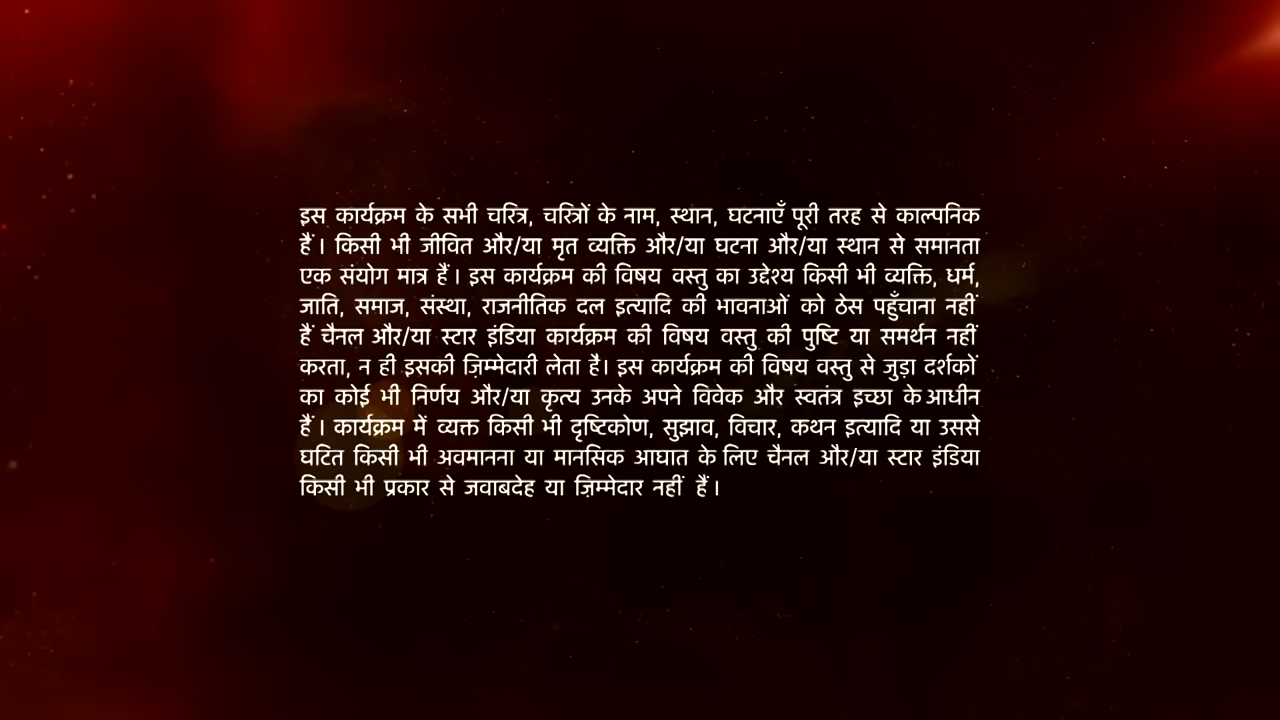 इस कार्यक्रम के सभी चरित्र, चरित्रों के नाम, स्थान, घटनाएँ पूरी तरह से काल्पनिक
हैं । किसी भी जीवित और/या मृत व्यक्ति और/या घटना और/या स्थान से समानता
एक संयोग मात्र हैं । इस कार्यक्रम की विषय वस्तु का उद्देश्य किसी भी व्यक्ति, धर्म,
जाति, समाज, संस्था, राजनीतिक दल इत्यादि की भावनाओं को ठेस पहुँचाना नहीं
हैं चैनल और/या स्टार इंडिया कार्यक्रम की विषय वस्तु की पुष्टि या समर्थन नहीं
करता, न ही इसकी ज़िम्मेदारी लेता है। इस कार्यक्रम की विषय वस्तु से जुड़ा दर्शकों
का कोई भी निर्णय और/या कृत्य उनके अपने विवेक और स्वतंत्र इच्छा के आधीन
हैं । कार्यक्रम में व्यक्त किसी भी दृष्टिकोण, सुझाव, विचार, कथन इत्यादि या उससे
घटित किसी भी अवमानना या मानसिक आघात के लिए चैनल और/या स्टार इंडिया
किसी भी प्रकार से जवाबदेह या ज़िम्मेदार नहीं हैं ।